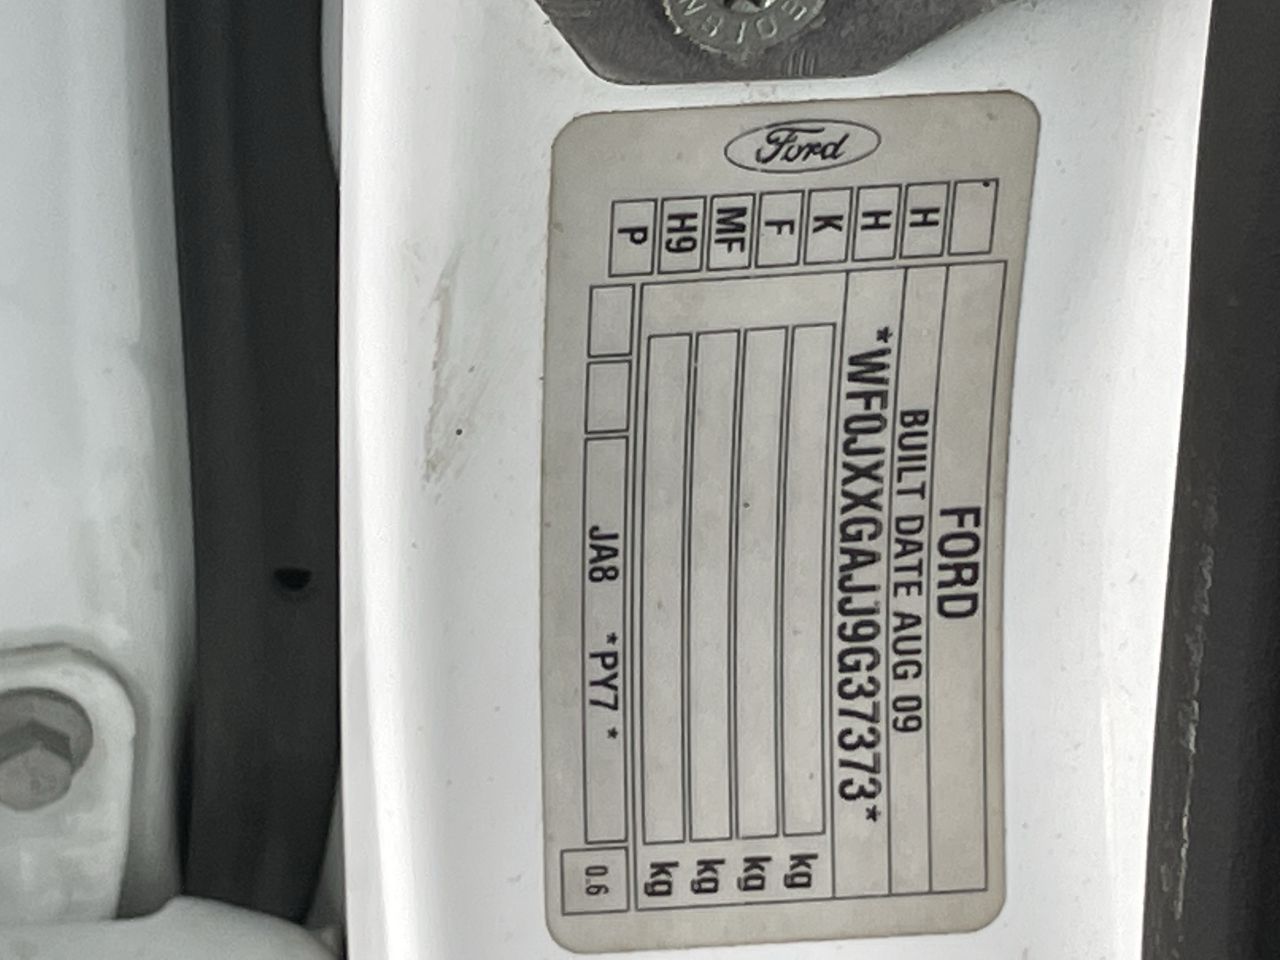 Ford
FORD
BUILT DATE AUG 09
*WF0JXXGAJJ9G37373*
H
H
K
F
MF
H9
P
kg
kg
kg
kg
JA8 *PY7 *
0.6